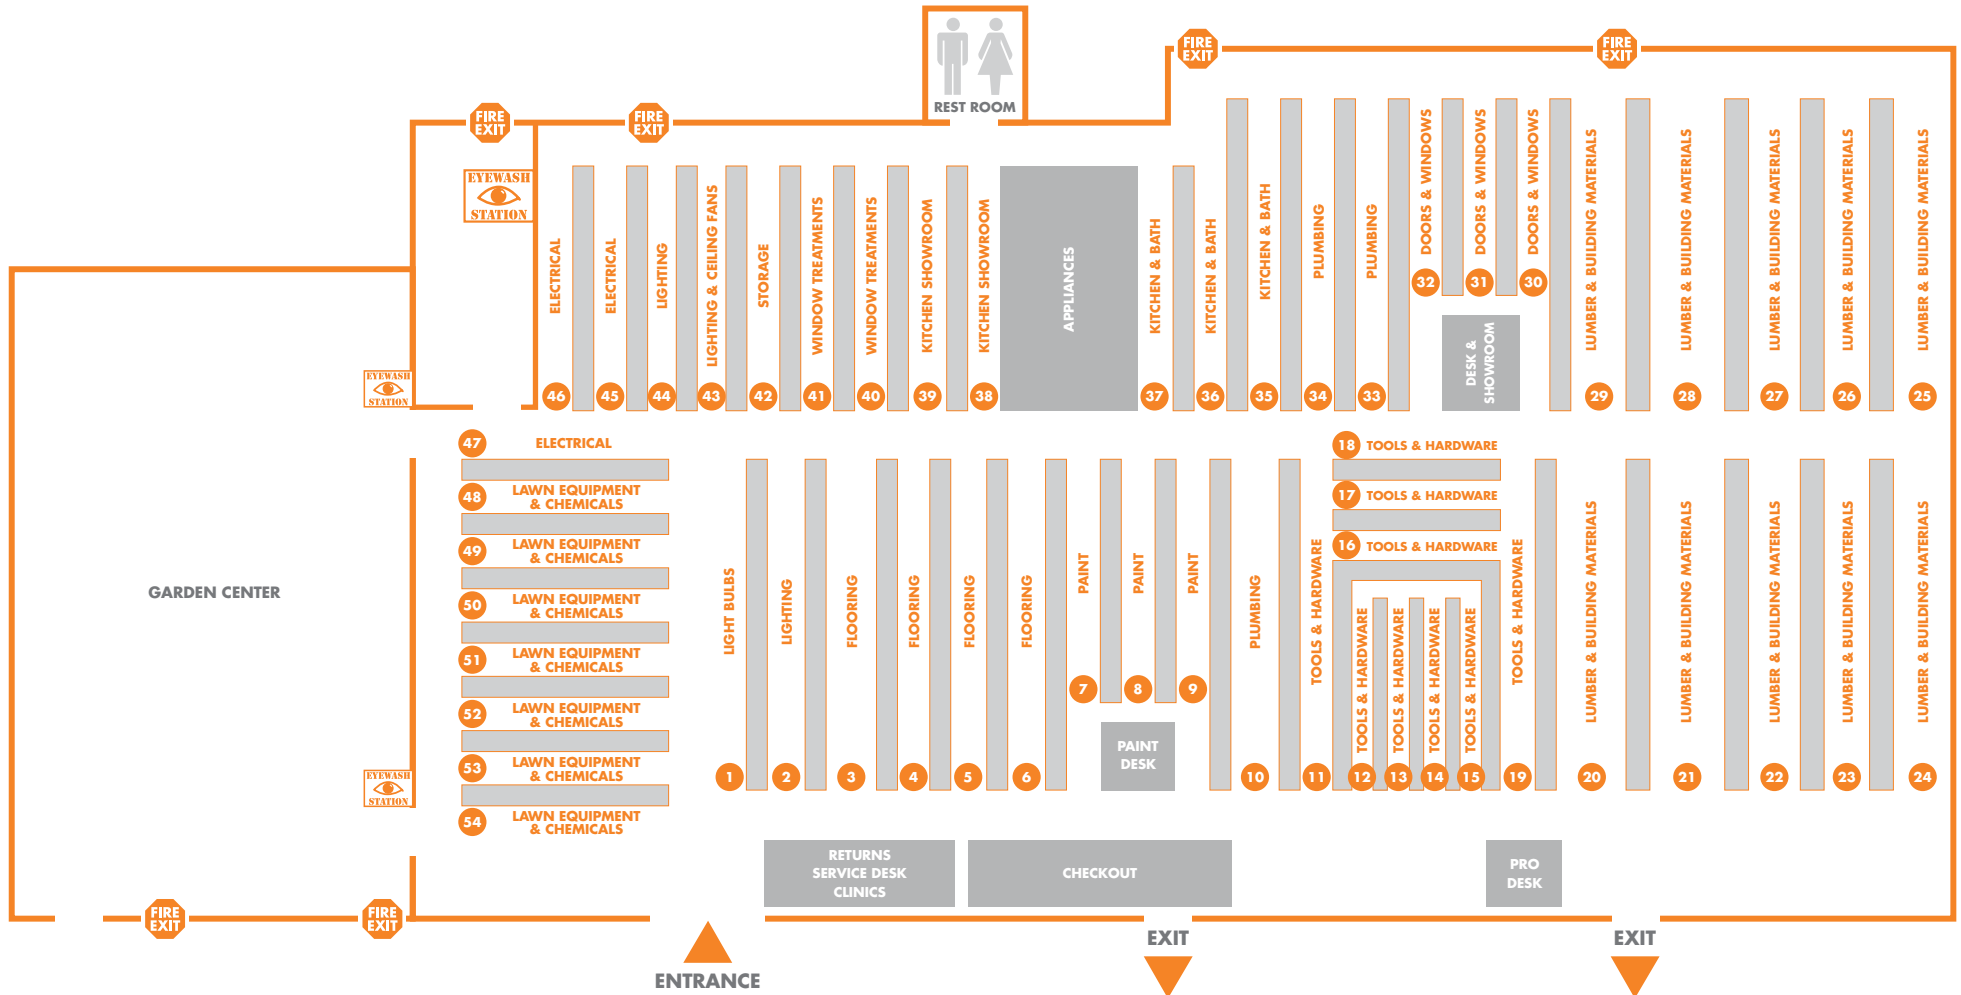 FIRE
EXIT
FIRE
EXIT
REST ROOM
FIRE
EXIT
FIRE
EXIT
EYEWASH
STATION
ELECTRICAL
46
ELECTRICAL
45
LIGHTING
44
LIGHTING & CEILING FANS
43
STORAGE
42
WINDOW TREATMENTS
41
WINDOW TREATMENTS
40
KITCHEN SHOWROOM
39
KITCHEN SHOWROOM
38
APPLIANCES
KITCHEN & BATH
37
KITCHEN & BATH
36
KITCHEN & BATH
35
PLUMBING
34
PLUMBING
33
DOORS & WINDOWS
32
DOORS & WINDOWS
31
DOORS & WINDOWS
30
DESK &
SHOWROOM
LUMBER & BUILDING MATERIALS
29
LUMBER & BUILDING MATERIALS
28
LUMBER & BUILDING MATERIALS
27
LUMBER & BUILDING MATERIALS
26
LUMBER & BUILDING MATERIALS
25
EYEWASH
STATION
GARDEN CENTER
47 ELECTRICAL
48 LAWN EQUIPMENT
& CHEMICALS
49 LAWN EQUIPMENT
& CHEMICALS
50 LAWN EQUIPMENT
& CHEMICALS
51 LAWN EQUIPMENT
& CHEMICALS
52 LAWN EQUIPMENT
& CHEMICALS
53 LAWN EQUIPMENT
& CHEMICALS
54 LAWN EQUIPMENT
& CHEMICALS
EYEWASH
STATION
LIGHT BULBS
1
LIGHTING
2
FLOORING
3
FLOORING
4
FLOORING
5
FLOORING
6
PAINT
7
PAINT
8
PAINT
9
PAINT
DESK
PLUMBING
10
TOOLS & HARDWARE
11
18 TOOLS & HARDWARE
17 TOOLS & HARDWARE
16 TOOLS & HARDWARE
TOOLS & HARDWARE
12
TOOLS & HARDWARE
13
TOOLS & HARDWARE
14
TOOLS & HARDWARE
15
TOOLS & HARDWARE
19
LUMBER & BUILDING MATERIALS
20
LUMBER & BUILDING MATERIALS
21
LUMBER & BUILDING MATERIALS
22
LUMBER & BUILDING MATERIALS
23
LUMBER & BUILDING MATERIALS
24
RETURNS
SERVICE DESK
CLINICS
CHECKOUT
PRO
DESK
FIRE
EXIT
FIRE
EXIT
ENTRANCE
EXIT
EXIT